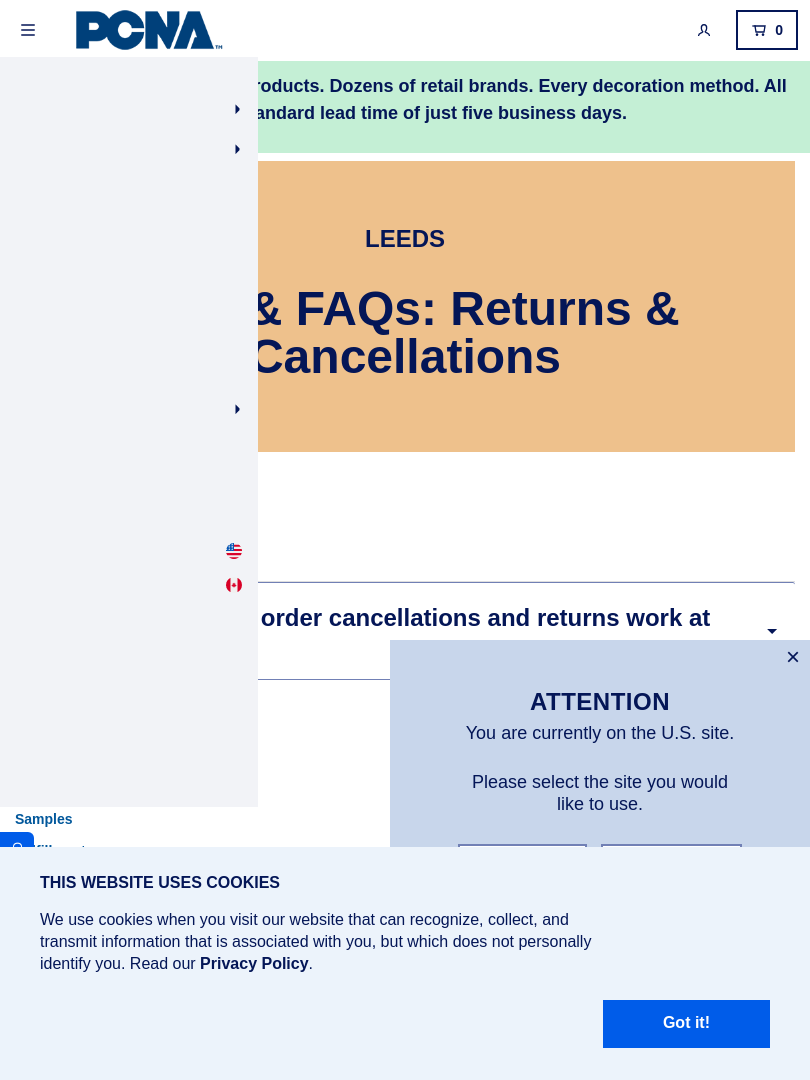 PCNA™
0
roducts. Dozens of retail brands. Every decoration method. All
andard lead time of just five business days.
LEEDS
& FAQs: Returns &
Cancellations
order cancellations and returns work at
ATTENTION
You are currently on the U.S. site.
Please select the site you would
like to use.
Samples
THIS WEBSITE USES COOKIES
We use cookies when you visit our website that can recognize, collect, and
transmit information that is associated with you, but which does not personally
identify you. Read our Privacy Policy.
Got it!